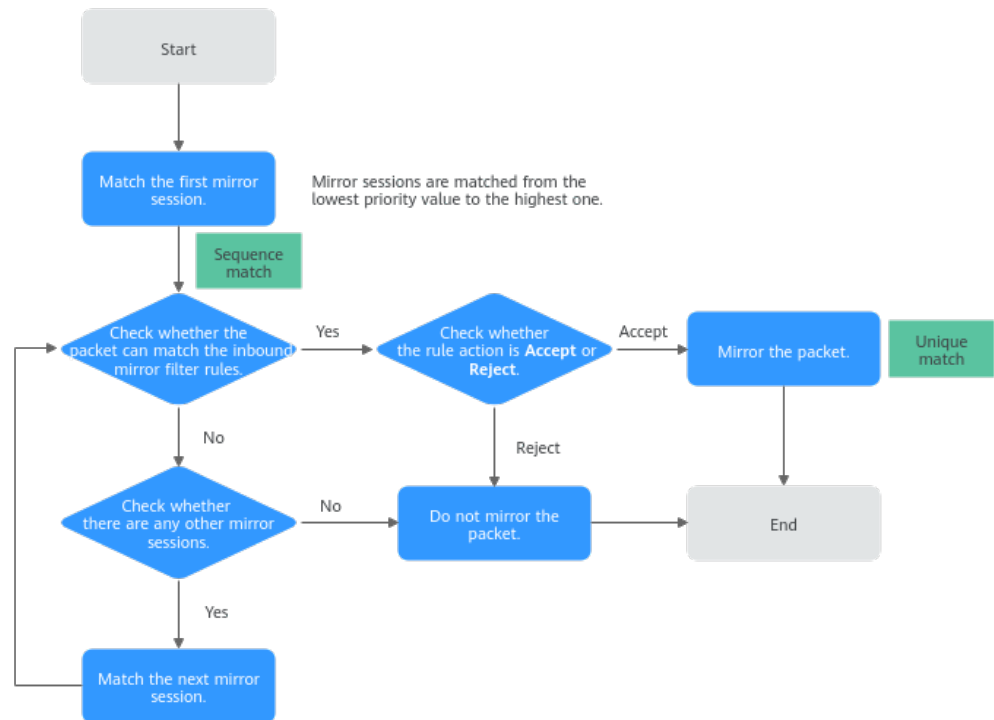 Start
Match the first mirror
session.
Mirror sessions are matched from the
lowest priority value to the highest one.
Sequence
match
Check whether the
packet can match the inbound
mirror filter rules.
Yes
Check whether
the rule action is Accept or
Reject.
Accept
Mirror the packet.
Unique
match
No
Reject
Check whether
there are any other mirror
sessions.
No
Do not mirror the
packet.
End
Yes
Match the next mirror
session.